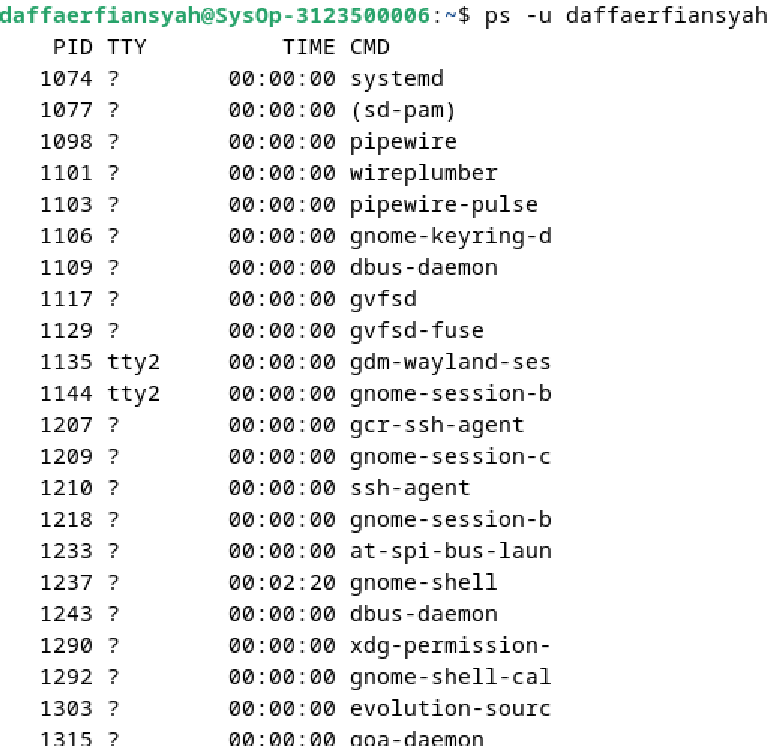 daffaerfiansyah@SysOp-3123500006:~$ ps -u daffaerfiansyah
PID TTY TIME CMD
1074 ? 00:00:00 systemd
1077 ? 00:00:00 (sd-pam)
1098 ? 00:00:00 pipewire
1101 ? 00:00:00 wireplumber
1103 ? 00:00:00 pipewire-pulse
1106 ? 00:00:00 gnome-keyring-d
1109 ? 00:00:00 dbus-daemon
1117 ? 00:00:00 gvfsd
1129 ? 00:00:00 gvfsd-fuse
1135 tty2 00:00:00 gdm-wayland-ses
1144 tty2 00:00:00 gnome-session-b
1207 ? 00:00:00 gcr-ssh-agent
1209 ? 00:00:00 gnome-session-c
1210 ? 00:00:00 ssh-agent
1218 ? 00:00:00 gnome-session-b
1233 ? 00:00:00 at-spi-bus-laun
1237 ? 00:02:20 gnome-shell
1243 ? 00:00:00 dbus-daemon
1290 ? 00:00:00 xdg-permission-
1292 ? 00:00:00 gnome-shell-cal
1303 ? 00:00:00 evolution-sourc
1315 ? 00:00:00 goa-daemon